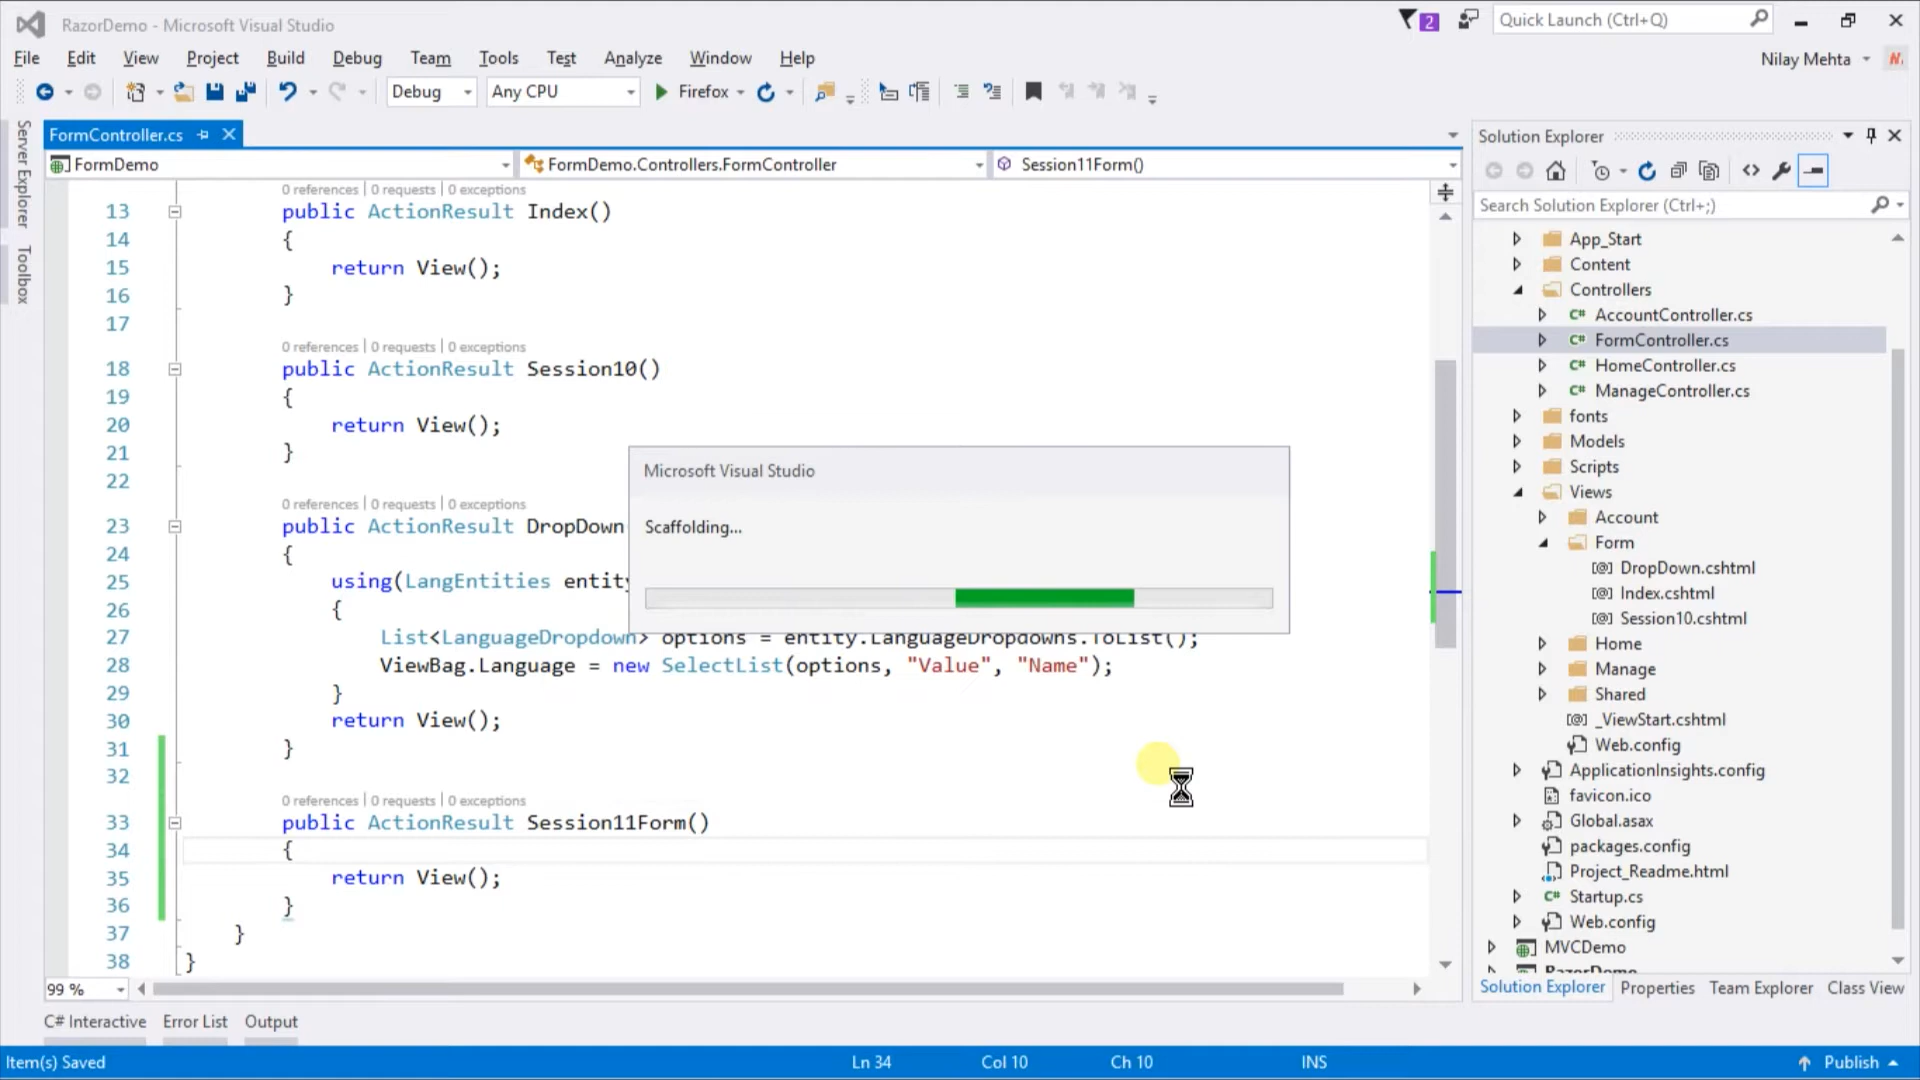 RazorDemo - Microsoft Visual Studio
2
Quick Launch (Ctrl+Q)
File Edit View Project Build Debug Team Tools Test Analyze Window Help
Nilay Mehta
Debug Any CPU Firefox
Server Explorer
Toolbox
FormController.cs
FormDemo FormDemo.Controllers.FormController Session11Form()
0 references | 0 requests | 0 exceptions
13 public ActionResult Index()
14 {
15 return View();
16 }
17
0 references | 0 requests | 0 exceptions
18 public ActionResult Session10()
19 {
20 return View();
21 }
22
0 references | 0 requests | 0 exceptions
23 public ActionResult DropDown
24 {
25 using(LangEntities entity
26 {
27 List<LanguageDropdown> options = entity.LanguageDropdowns.ToList();
28 ViewBag.Language = new SelectList(options, "Value", "Name");
29 }
30 return View();
31 }
32
0 references | 0 requests | 0 exceptions
33 public ActionResult Session11Form()
34 {
35 return View();
36 }
37 }
38 }
Microsoft Visual Studio
Scaffolding...
99 %
C# Interactive Error List Output
Item(s) Saved Ln 34 Col 10 Ch 10 INS Publish
Solution Explorer
Search Solution Explorer (Ctrl+;)
App_Start
Content
Controllers
C# AccountController.cs
C# FormController.cs
C# HomeController.cs
C# ManageController.cs
fonts
Models
Scripts
Views
Account
Form
[@] DropDown.cshtml
[@] Index.cshtml
[@] Session10.cshtml
Home
Manage
Shared
[@] _ViewStart.cshtml
Web.config
ApplicationInsights.config
favicon.ico
Global.asax
packages.config
Project_Readme.html
C# Startup.cs
Web.config
MVCDemo
RazorDemo
Solution Explorer Properties Team Explorer Class View